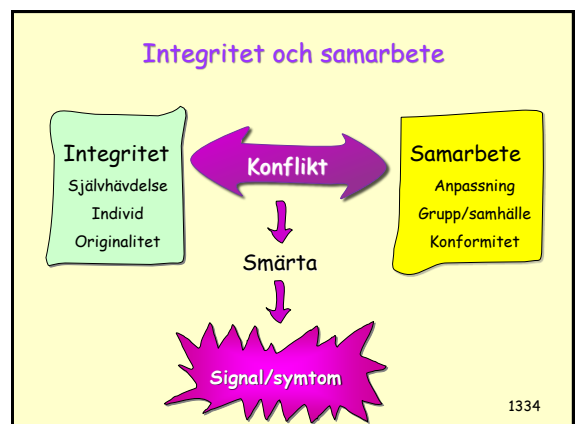 Integritet och samarbete
Integritet
Självhävdelse
Individ
Originalitet
Konflikt
Samarbete
Anpassning
Grupp/samhälle
Konformitet
Smärta
Signal/symtom
1334